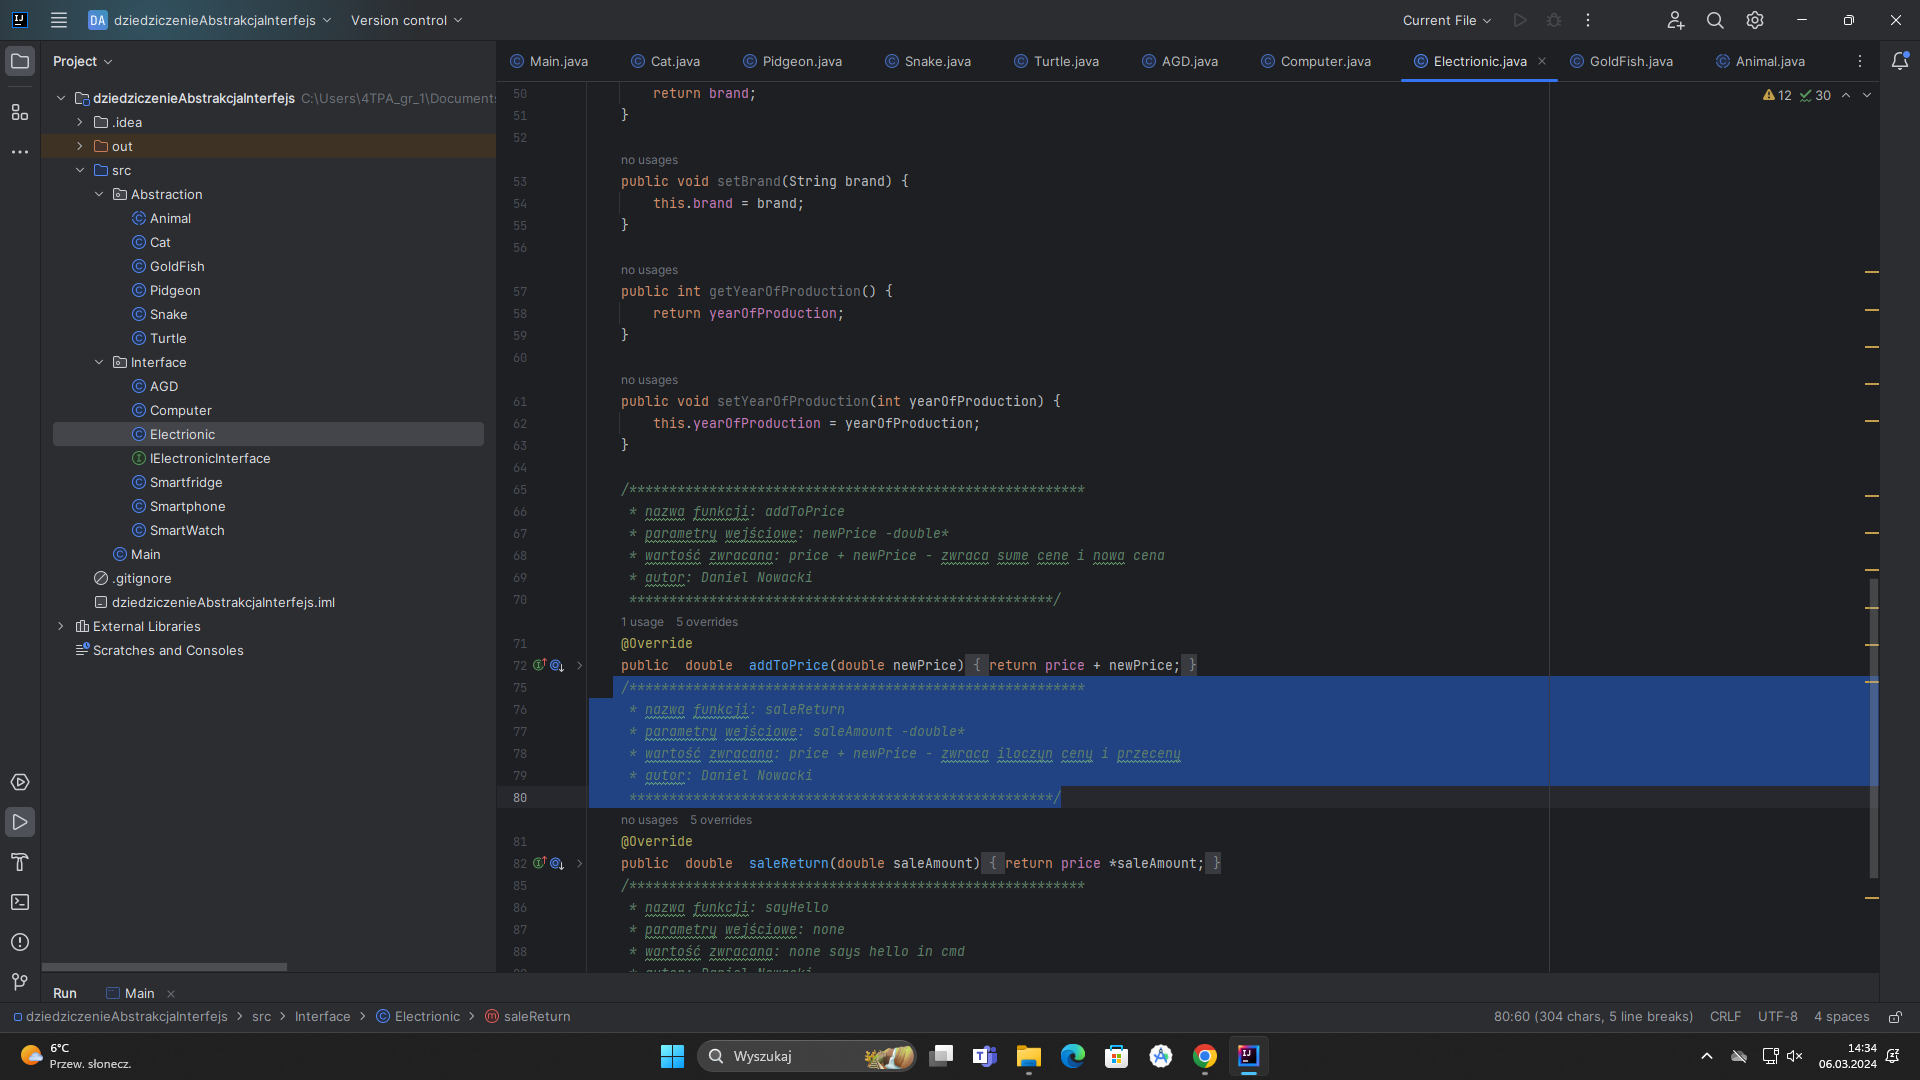 DA dziedziczenieAbstrakcjaInterfejs Version control Current File
Project
Main.java Cat.java Pidgeon.java Snake.java Turtle.java AGD.java Computer.java Electrionic.java GoldFish.java Animal.java
dziedziczenieAbstrakcjaInterfejs C:\Users\4TPA_gr_1\Documents
.idea
out
src
Abstraction
Animal
Cat
GoldFish
Pidgeon
Snake
Turtle
Interface
AGD
Computer
Electrionic
IElectronicInterface
Smartfridge
Smartphone
SmartWatch
Main
.gitignore
dziedziczenieAbstrakcjaInterfejs.iml
External Libraries
Scratches and Consoles
12 30
50 return brand;
51 }
52
no usages
53 public void setBrand(String brand) {
54 this.brand = brand;
55 }
56
no usages
57 public int getYearOfProduction() {
58 return yearOfProduction;
59 }
60
no usages
61 public void setYearOfProduction(int yearOfProduction) {
62 this.yearOfProduction = yearOfProduction;
63 }
64
65 /*********************************************************
66 * nazwa funkcji: addToPrice
67 * parametry wejściowe: newPrice -double*
68 * wartość zwracana: price + newPrice - zwraca sume cene i nowa cena
69 * autor: Daniel Nowacki
70 *****************************************************/
1 usage 5 overrides
71 @Override
72 public double addToPrice(double newPrice) { return price + newPrice; }
75 /*********************************************************
76 * nazwa funkcji: saleReturn
77 * parametry wejściowe: saleAmount -double*
78 * wartość zwracana: price + newPrice - zwraca iloczyn ceny i przeceny
79 * autor: Daniel Nowacki
80 *****************************************************/
no usages 5 overrides
81 @Override
82 public double saleReturn(double saleAmount) { return price *saleAmount; }
85 /*********************************************************
86 * nazwa funkcji: sayHello
87 * parametry wejściowe: none
88 * wartość zwracana: none says hello in cmd
* autor: Daniel Nowacki
Run Main
dziedziczenieAbstrakcjaInterfejs > src > Interface > Electrionic > saleReturn 80:60 (304 chars, 5 line breaks) CRLF UTF-8 4 spaces
6°C
Przew. słonecz.
Wyszukaj
14:34
06.03.2024